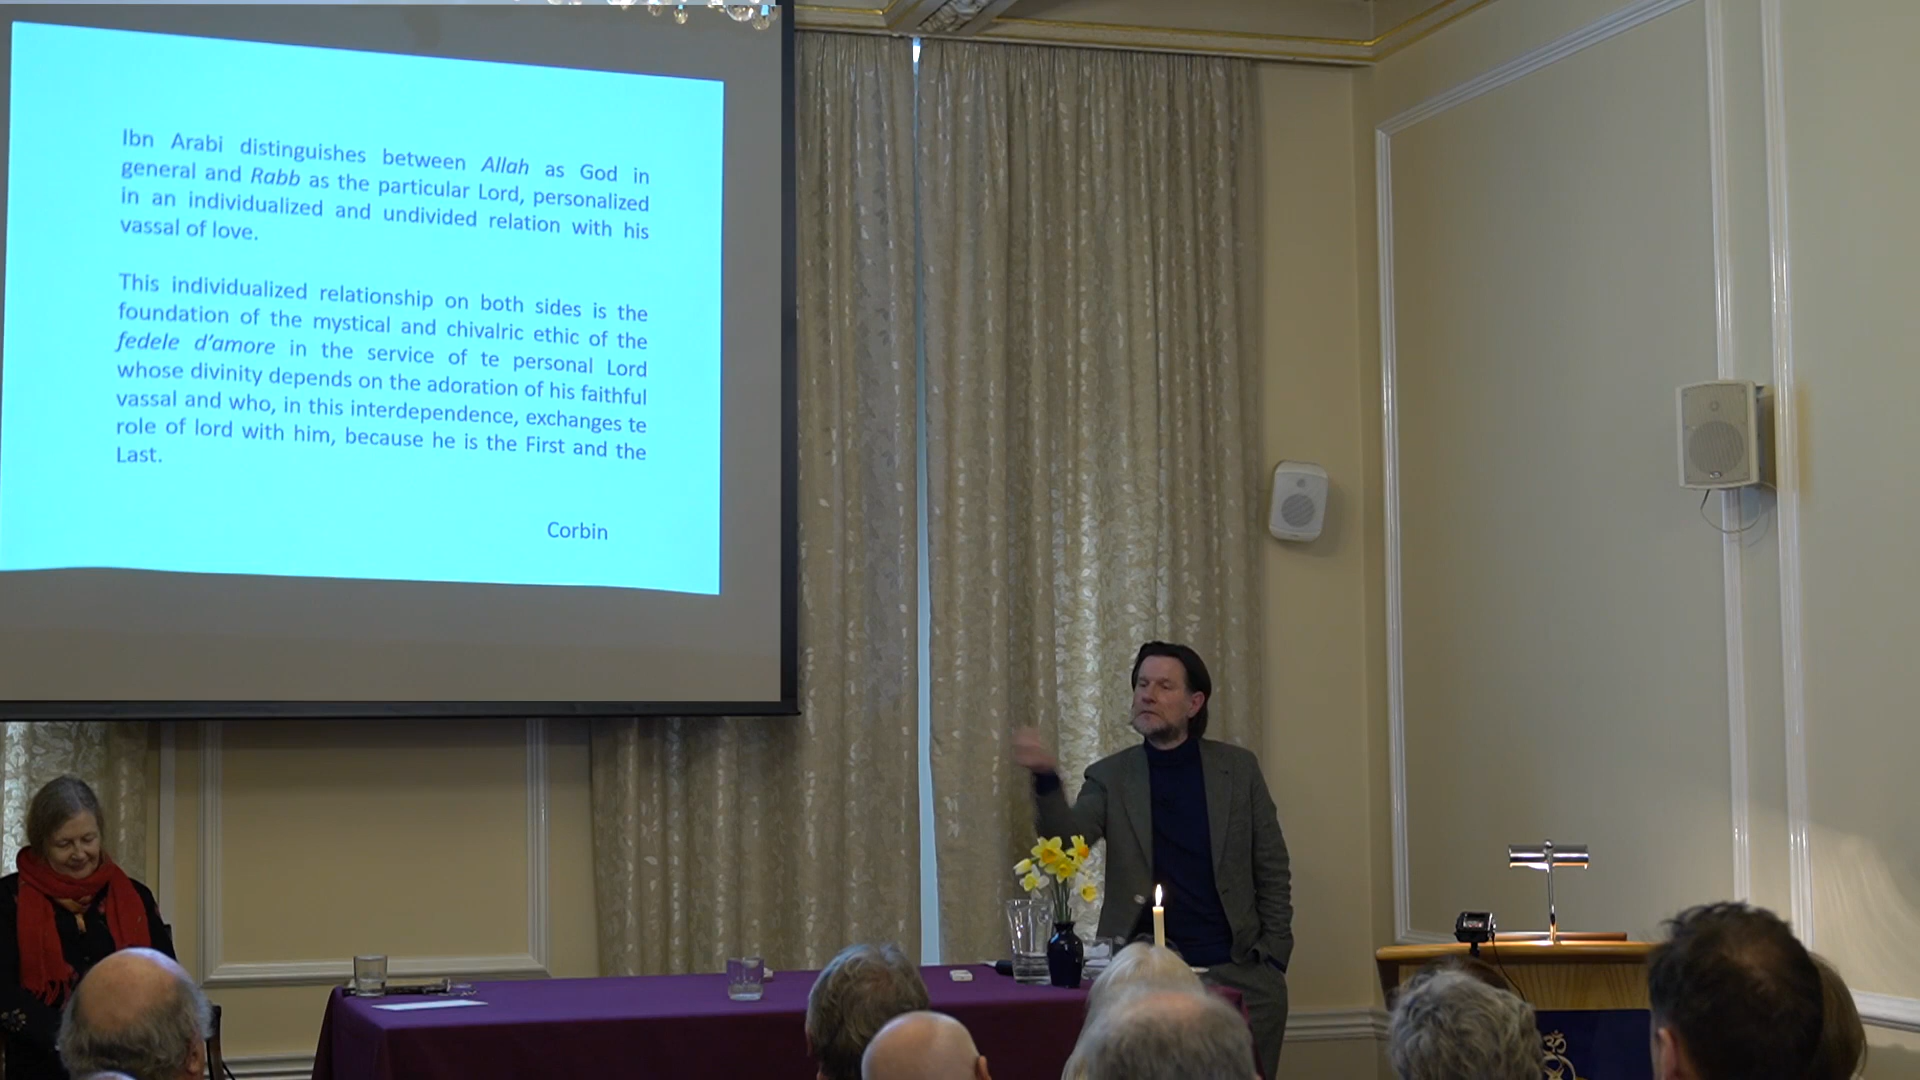 Ibn Arabi distinguishes between Allah as God in
general and Rabb as the particular Lord, personalized
in an individualized and undivided relation with his
vassal of love.
This individualized relationship on both sides is the
foundation of the mystical and chivalric ethic of the
fedele d'amore in the service of te personal Lord
whose divinity depends on the adoration of his faithful
vassal and who, in this interdependence, exchanges te
role of lord with him, because he is the First and the
Last.
Corbin